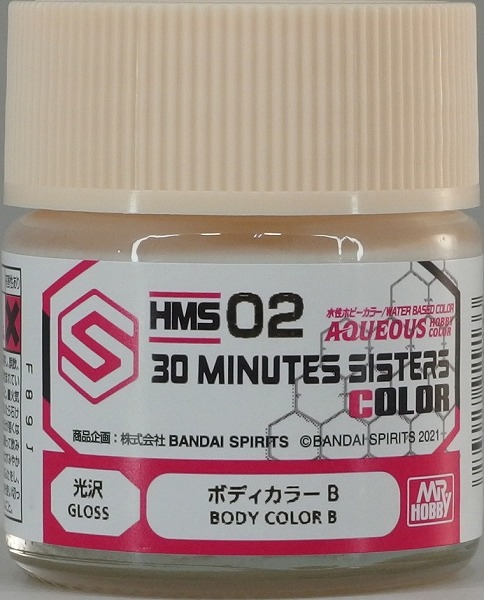 HMS 02
水性ホビーカラー/WATER BASED COLOR
AQUEOUS HOBBY COLOR
30 MINUTES SISTERS
COLOR
商品企画：株式会社 BANDAI SPIRITS ©BANDAI SPIRITS 2021
光沢
GLOSS
ボディカラー B
BODY COLOR B
MR
HOBBY
F89J